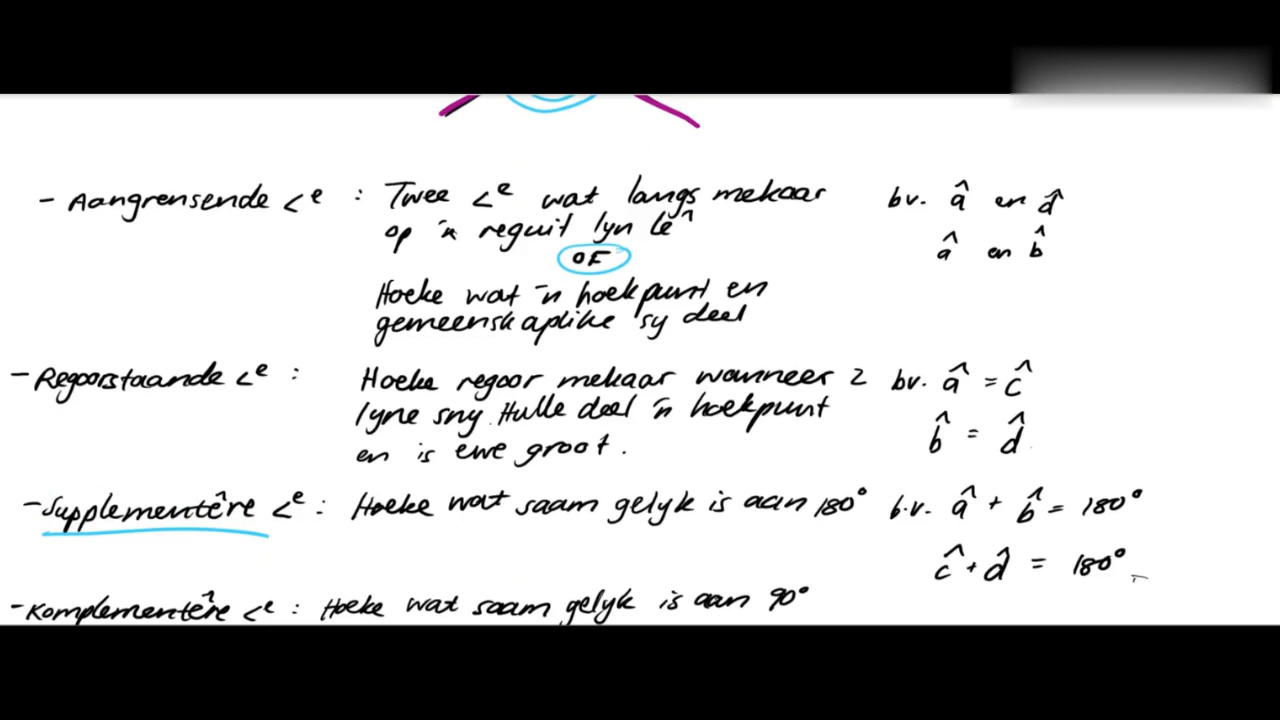 - Aangrensende <ᵉ : Twee <ᵉ wat langs mekaar bv. â en d̂
op 'n reguit lyn lê â en b̂
OF
Hoeke wat 'n hoekpunt en
gemeenskaplike sy deel
- Regoorstaande <ᵉ : Hoeke regoor mekaar wanneer 2 bv. â = ĉ
lyne sny. Hulle deel 'n hoekpunt b̂ = d̂
en is ewe groot.
- Supplementêre <ᵉ : Hoeke wat saam gelyk is aan 180° b.v. â + b̂ = 180°
ĉ + d̂ = 180°
- Komplementêre <ᵉ : Hoeke wat saam gelyk is aan 90°